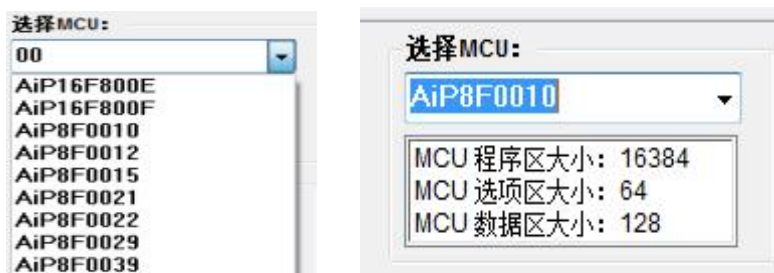 选择MCU:
00
AiP16F800E
AiP16F800F
AiP8F0010
AiP8F0012
AiP8F0015
AiP8F0021
AiP8F0022
AiP8F0029
AiP8F0039
选择MCU:
AiP8F0010
MCU 程序区大小: 16384
MCU 选项区大小: 64
MCU 数据区大小: 128